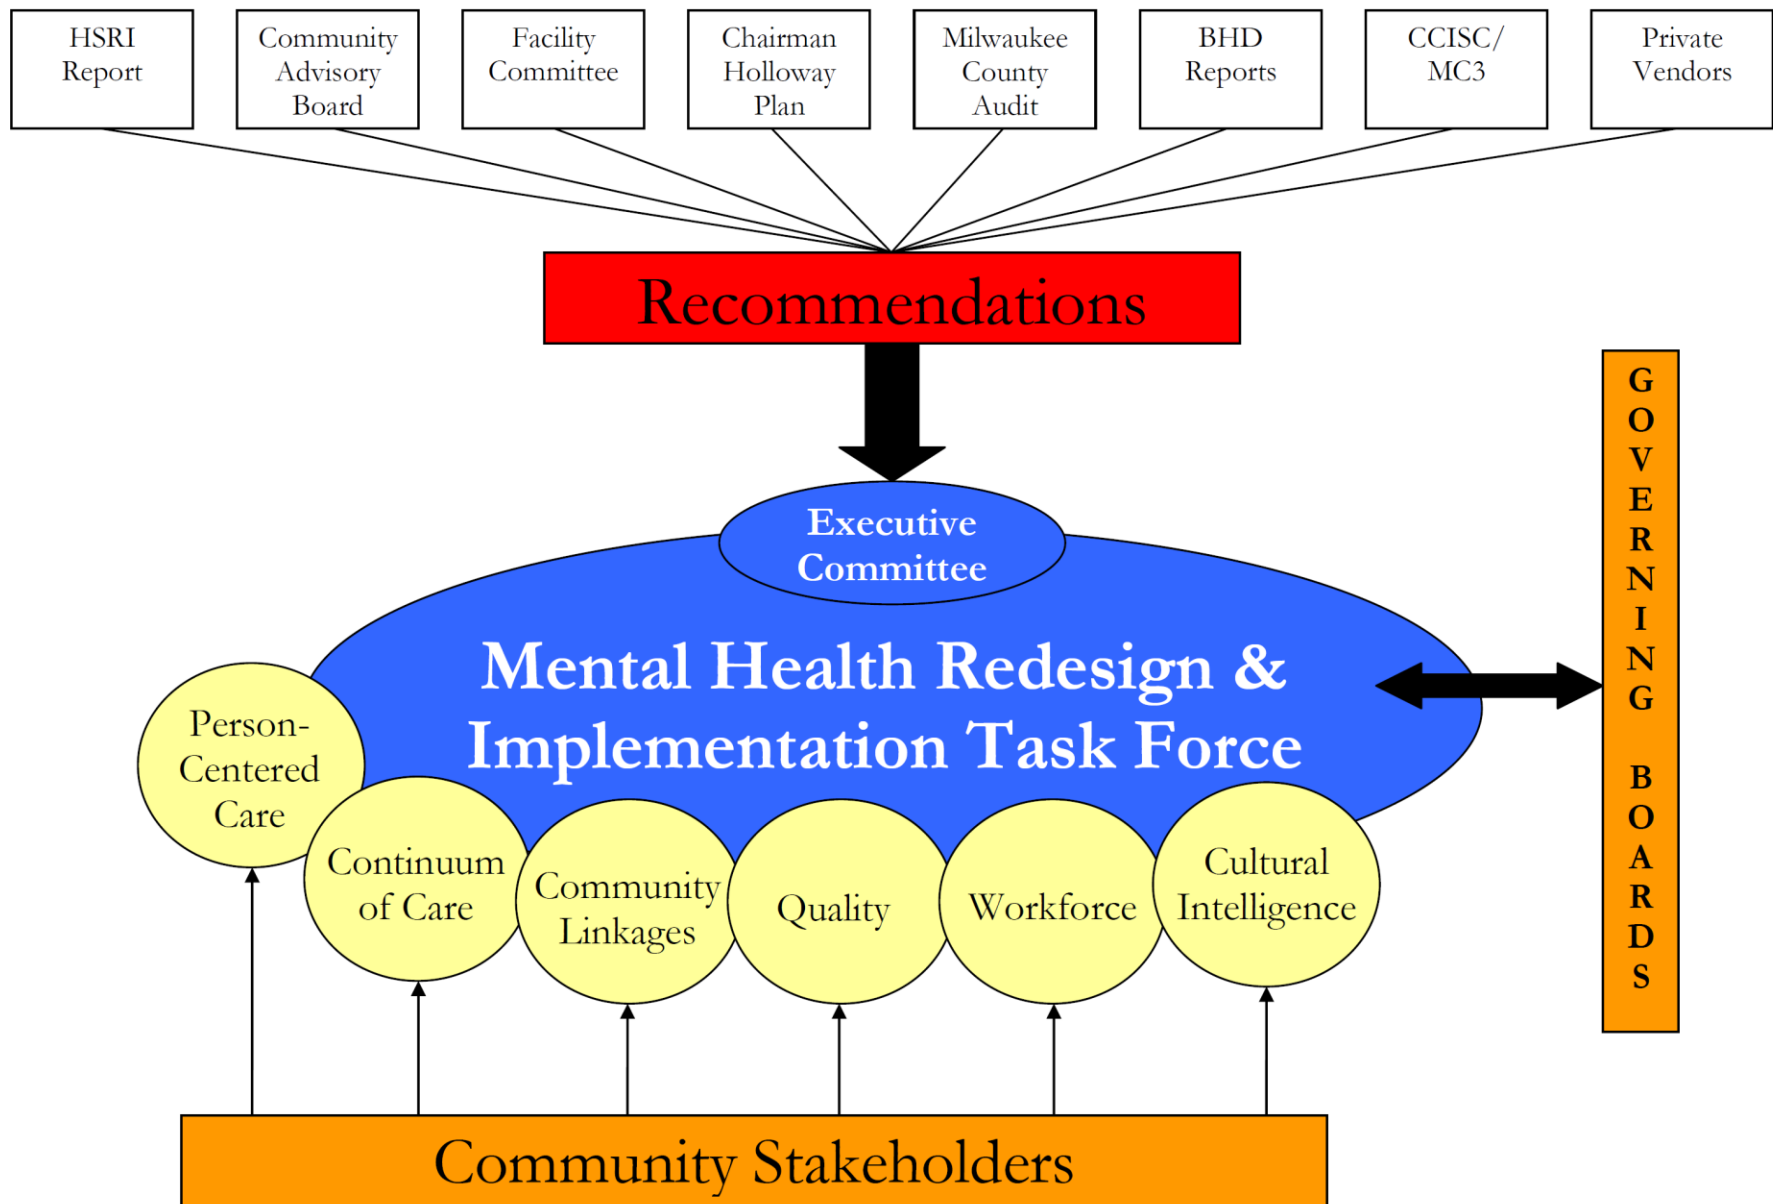 HSRI
Report
Community
Advisory
Board
Facility
Committee
Chairman
Holloway
Plan
Milwaukee
County
Audit
BHD
Reports
CCISC/
MC3
Private
Vendors
Recommendations
Executive
Committee
Mental Health Redesign &
Implementation Task Force
GOVERNING BOARDS
Person-
Centered
Care
Continuum
of Care
Community
Linkages
Quality
Workforce
Cultural
Intelligence
Community Stakeholders